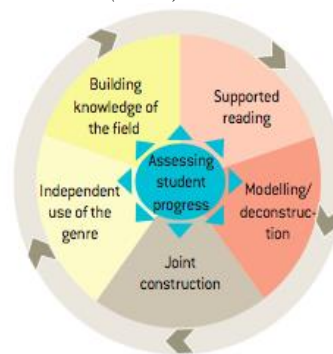 Building
knowledge of
the field
Supported
reading
Assessing
student
progress
Independent
use of the
genre
Modelling/
deconstruc-
tion
Joint
construction